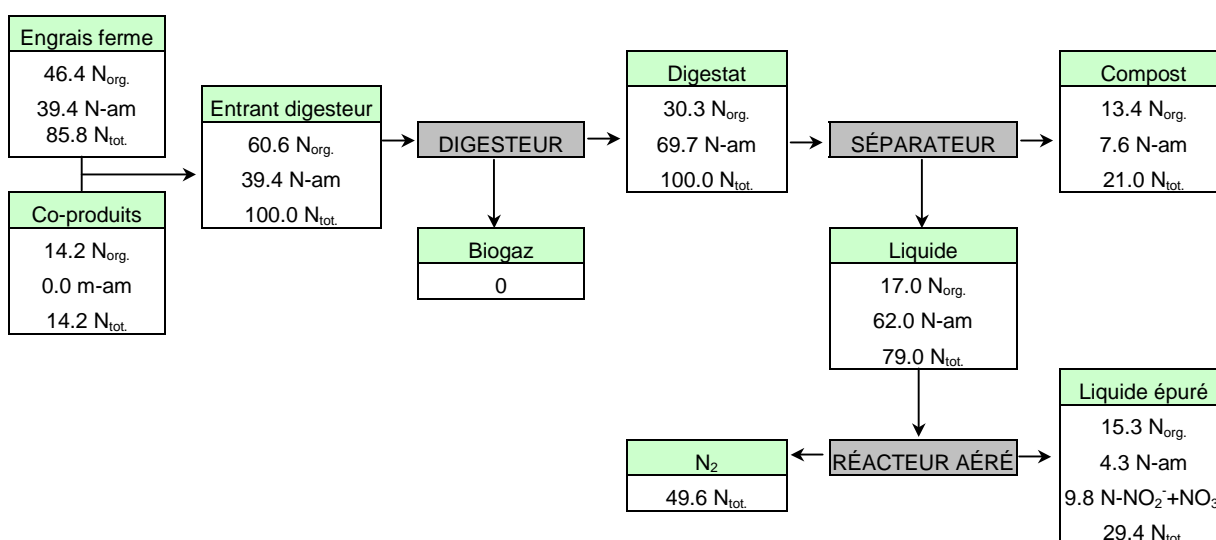 Engrais ferme
46.4 Norg.
39.4 N-am
85.8 Ntot.
Co-produits
14.2 Norg.
0.0 m-am
14.2 Ntot.
Entrant digesteur
60.6 Norg.
39.4 N-am
100.0 Ntot.
DIGESTEUR
Biogaz
0
Digestat
30.3 Norg.
69.7 N-am
100.0 Ntot.
SÉPARATEUR
Compost
13.4 Norg.
7.6 N-am
21.0 Ntot.
Liquide
17.0 Norg.
62.0 N-am
79.0 Ntot.
RÉACTEUR AÉRÉ
N2
49.6 Ntot.
Liquide épuré
15.3 Norg.
4.3 N-am
9.8 N-NO2-+NO3
29.4 Ntot.